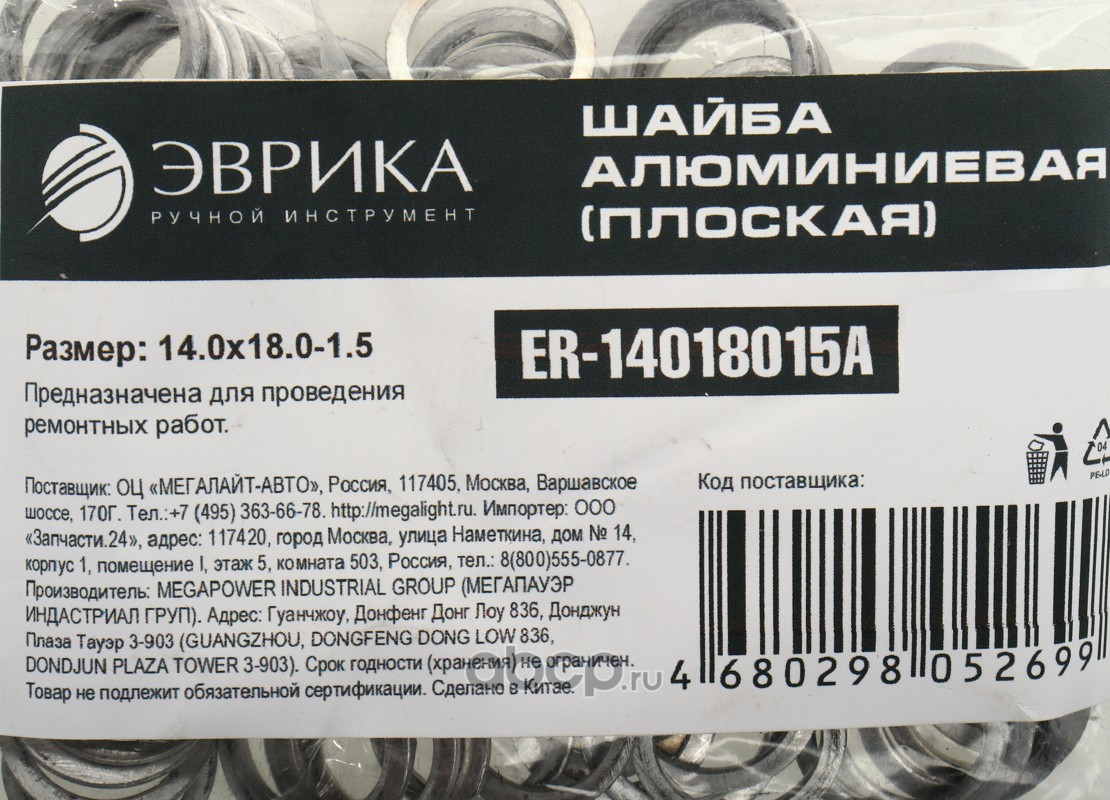 ЭВРИКА
РУЧНОЙ ИНСТРУМЕНТ
ШАЙБА
АЛЮМИНИЕВАЯ
(ПЛОСКАЯ)
Размер: 14.0x18.0-1.5
ER-14018015A
Предназначена для проведения
ремонтных работ.
Поставщик: ОЦ «МЕГАЛАЙТ-АВТО», Россия, 117405, Москва, Варшавское
шоссе, 170Г. Тел.:+7 (495) 363-66-78. http://megalight.ru. Импортер: ООО
«Запчасти.24», адрес: 117420, город Москва, улица Наметкина, дом № 14,
корпус 1, помещение I, этаж 5, комната 503, Россия, тел.: 8(800)555-0877.
Производитель: MEGAPOWER INDUSTRIAL GROUP (МЕГАПАУЭР
ИНДАСТРИАЛ ГРУП). Адрес: Гуанчжоу, Донфенг Донг Лоу 836, Донджун
Плаза Тауэр 3-903 (GUANGZHOU, DONGFENG DONG LOW 836,
DONDJUN PLAZA TOWER 3-903). Срок годности (хранения) не ограничен.
Товар не подлежит обязательной сертификации. Сделано в Китае.
Код поставщика:
04
PE-LD
4 680298 052699
abcp.ru